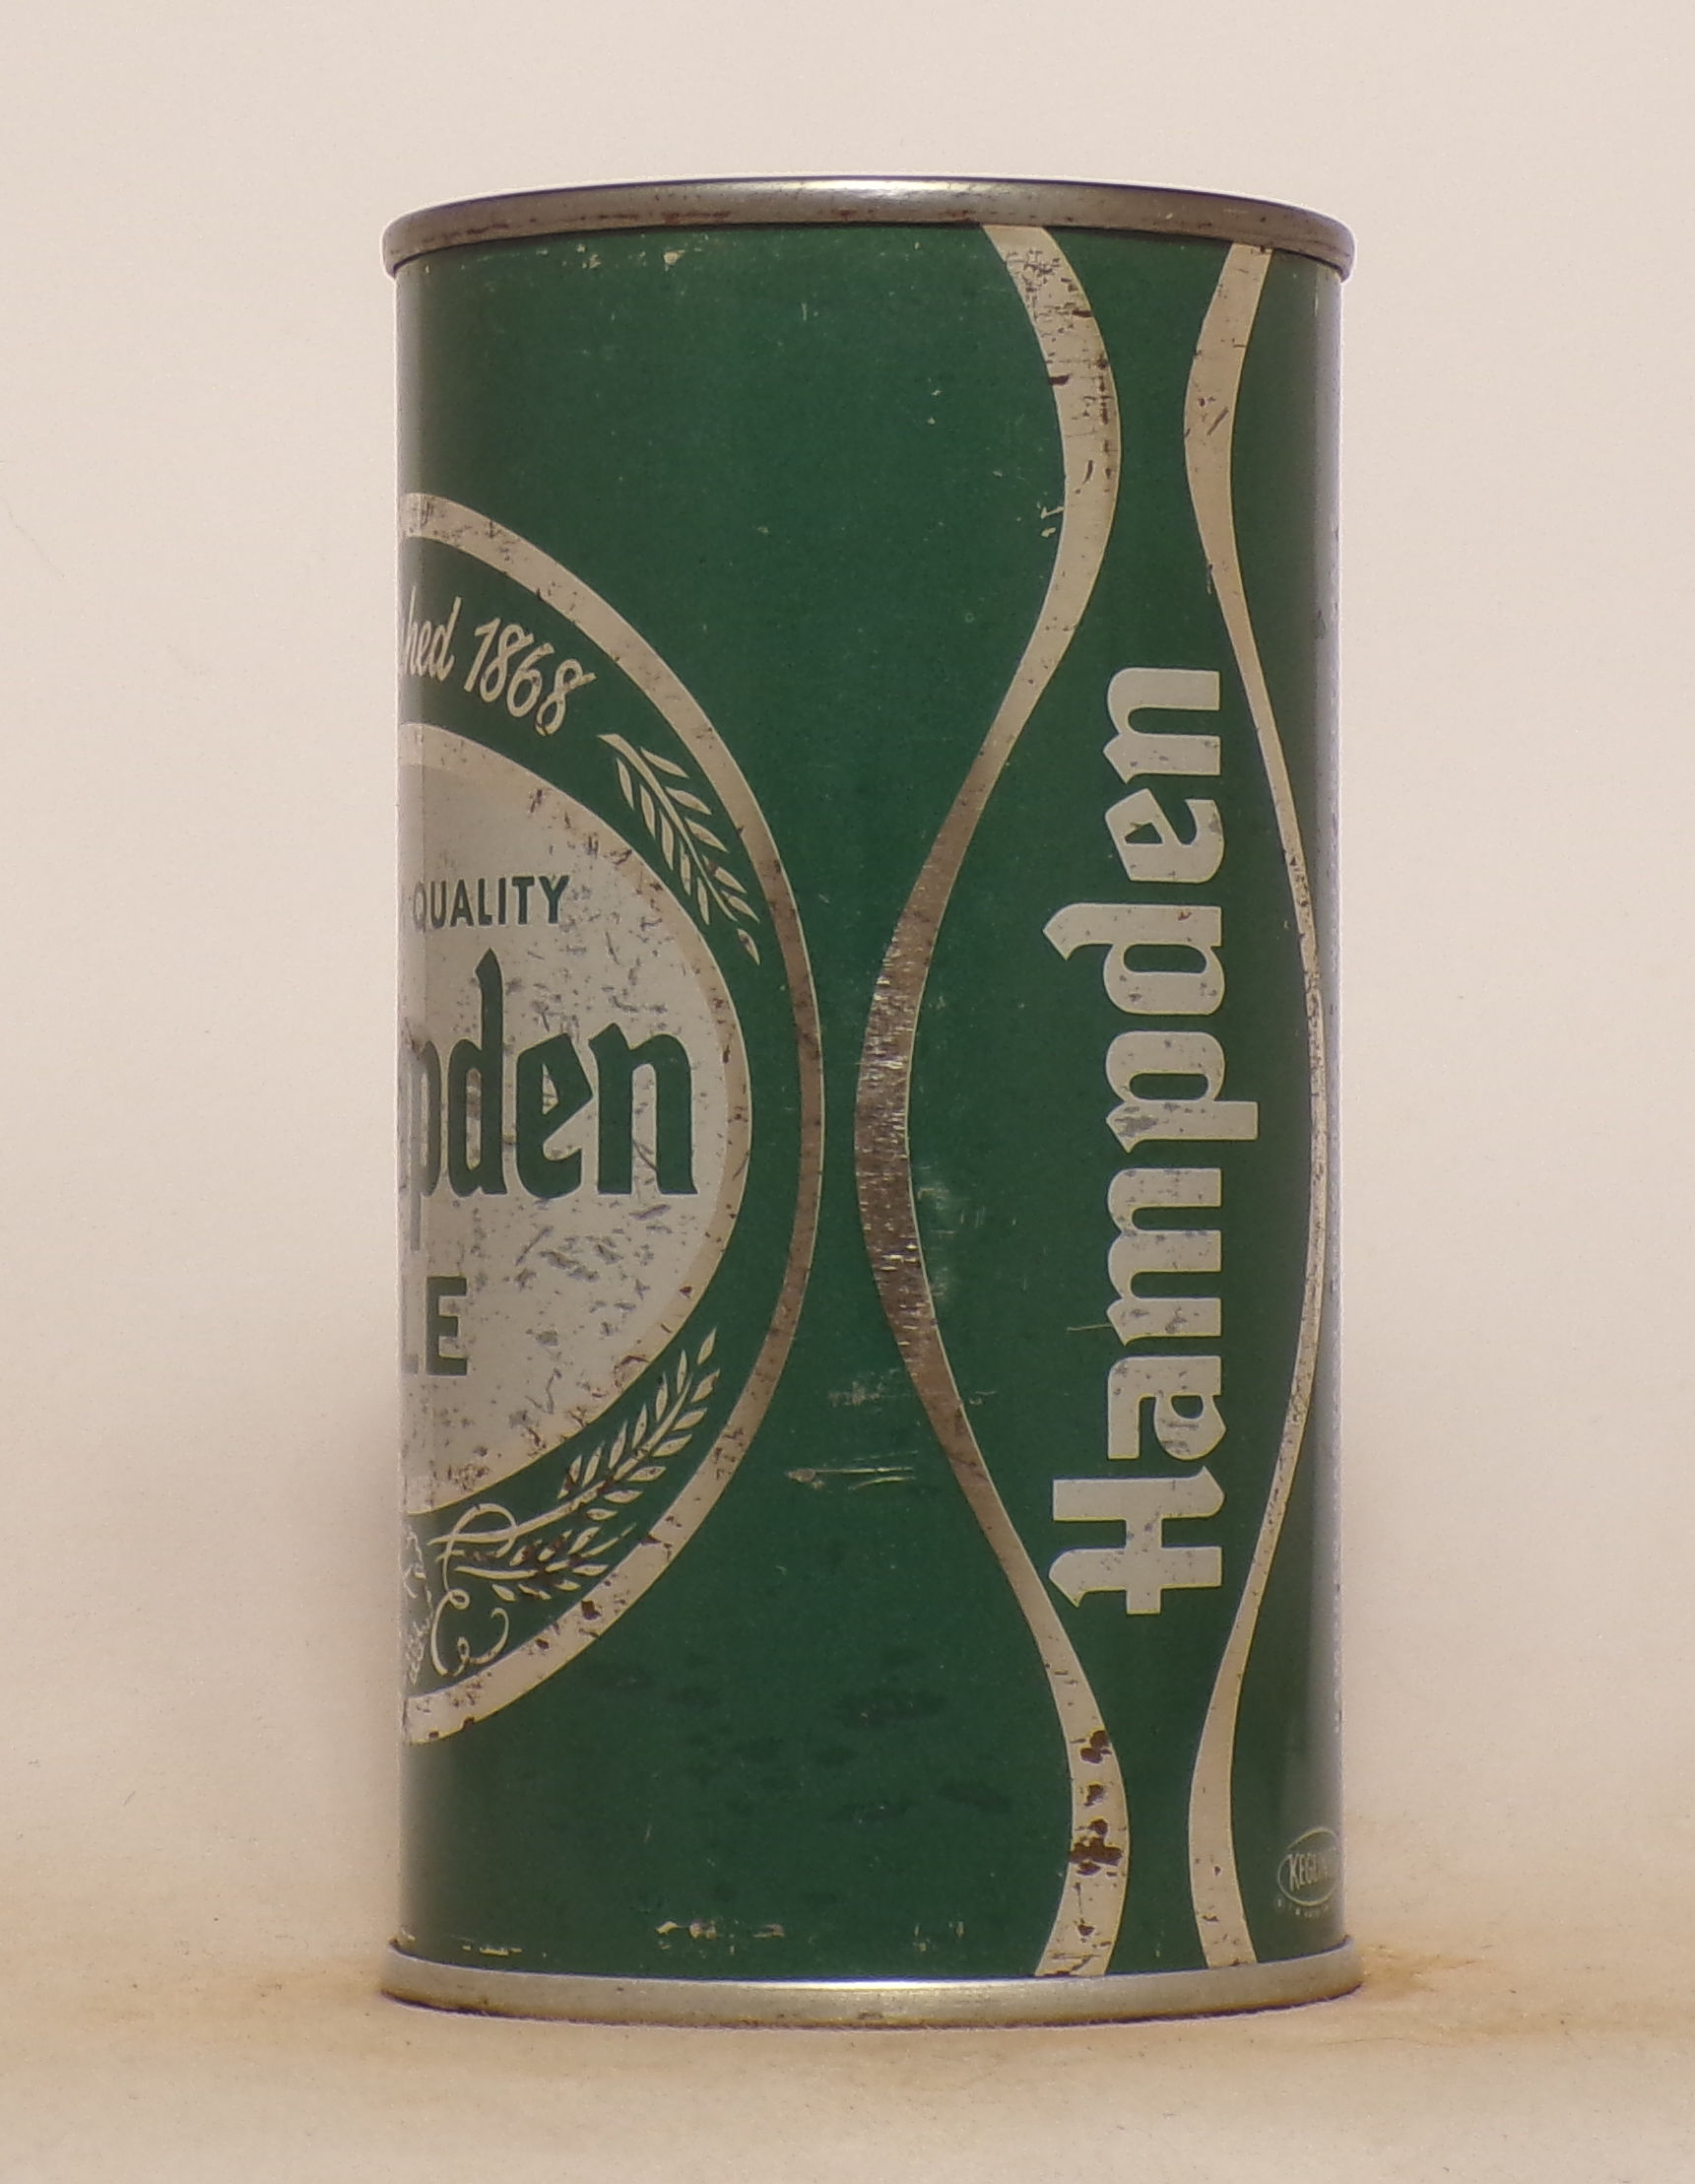 hed 1868
QUALITY
pden
LE
Hampden